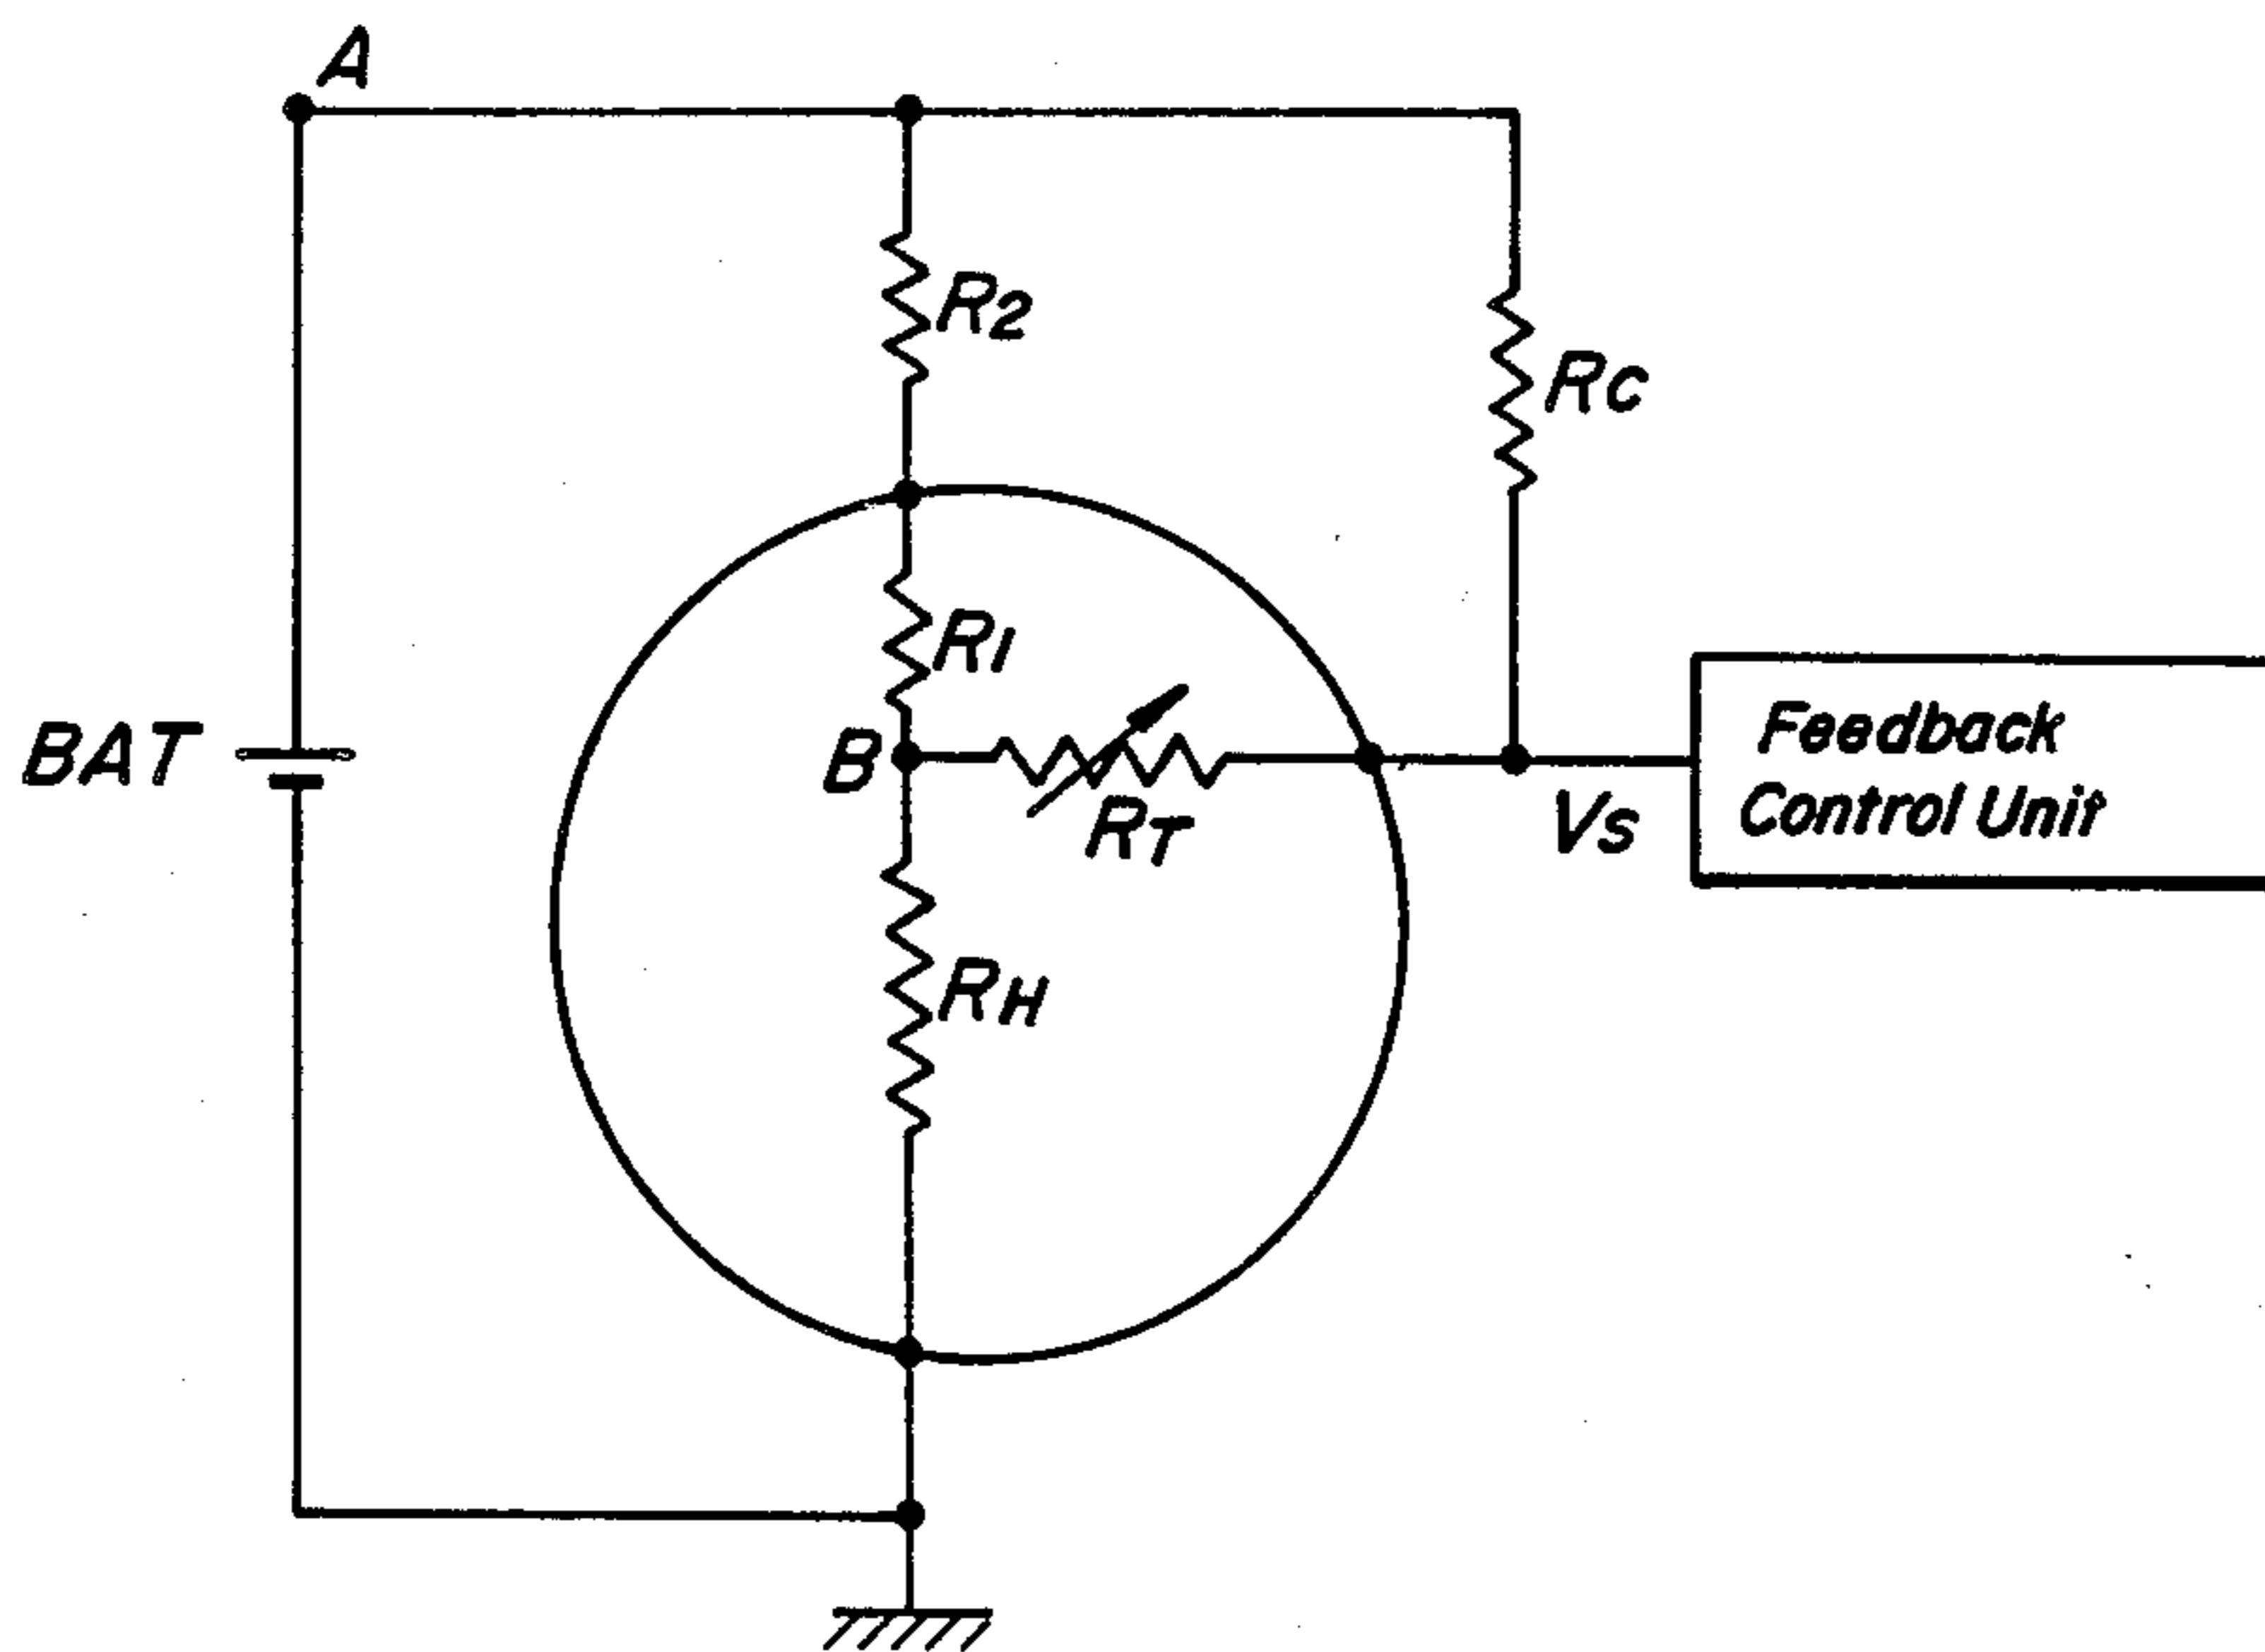 A
R2
RC
R1
BAT
B
RT
VS
Feedback
Control Unit
RH